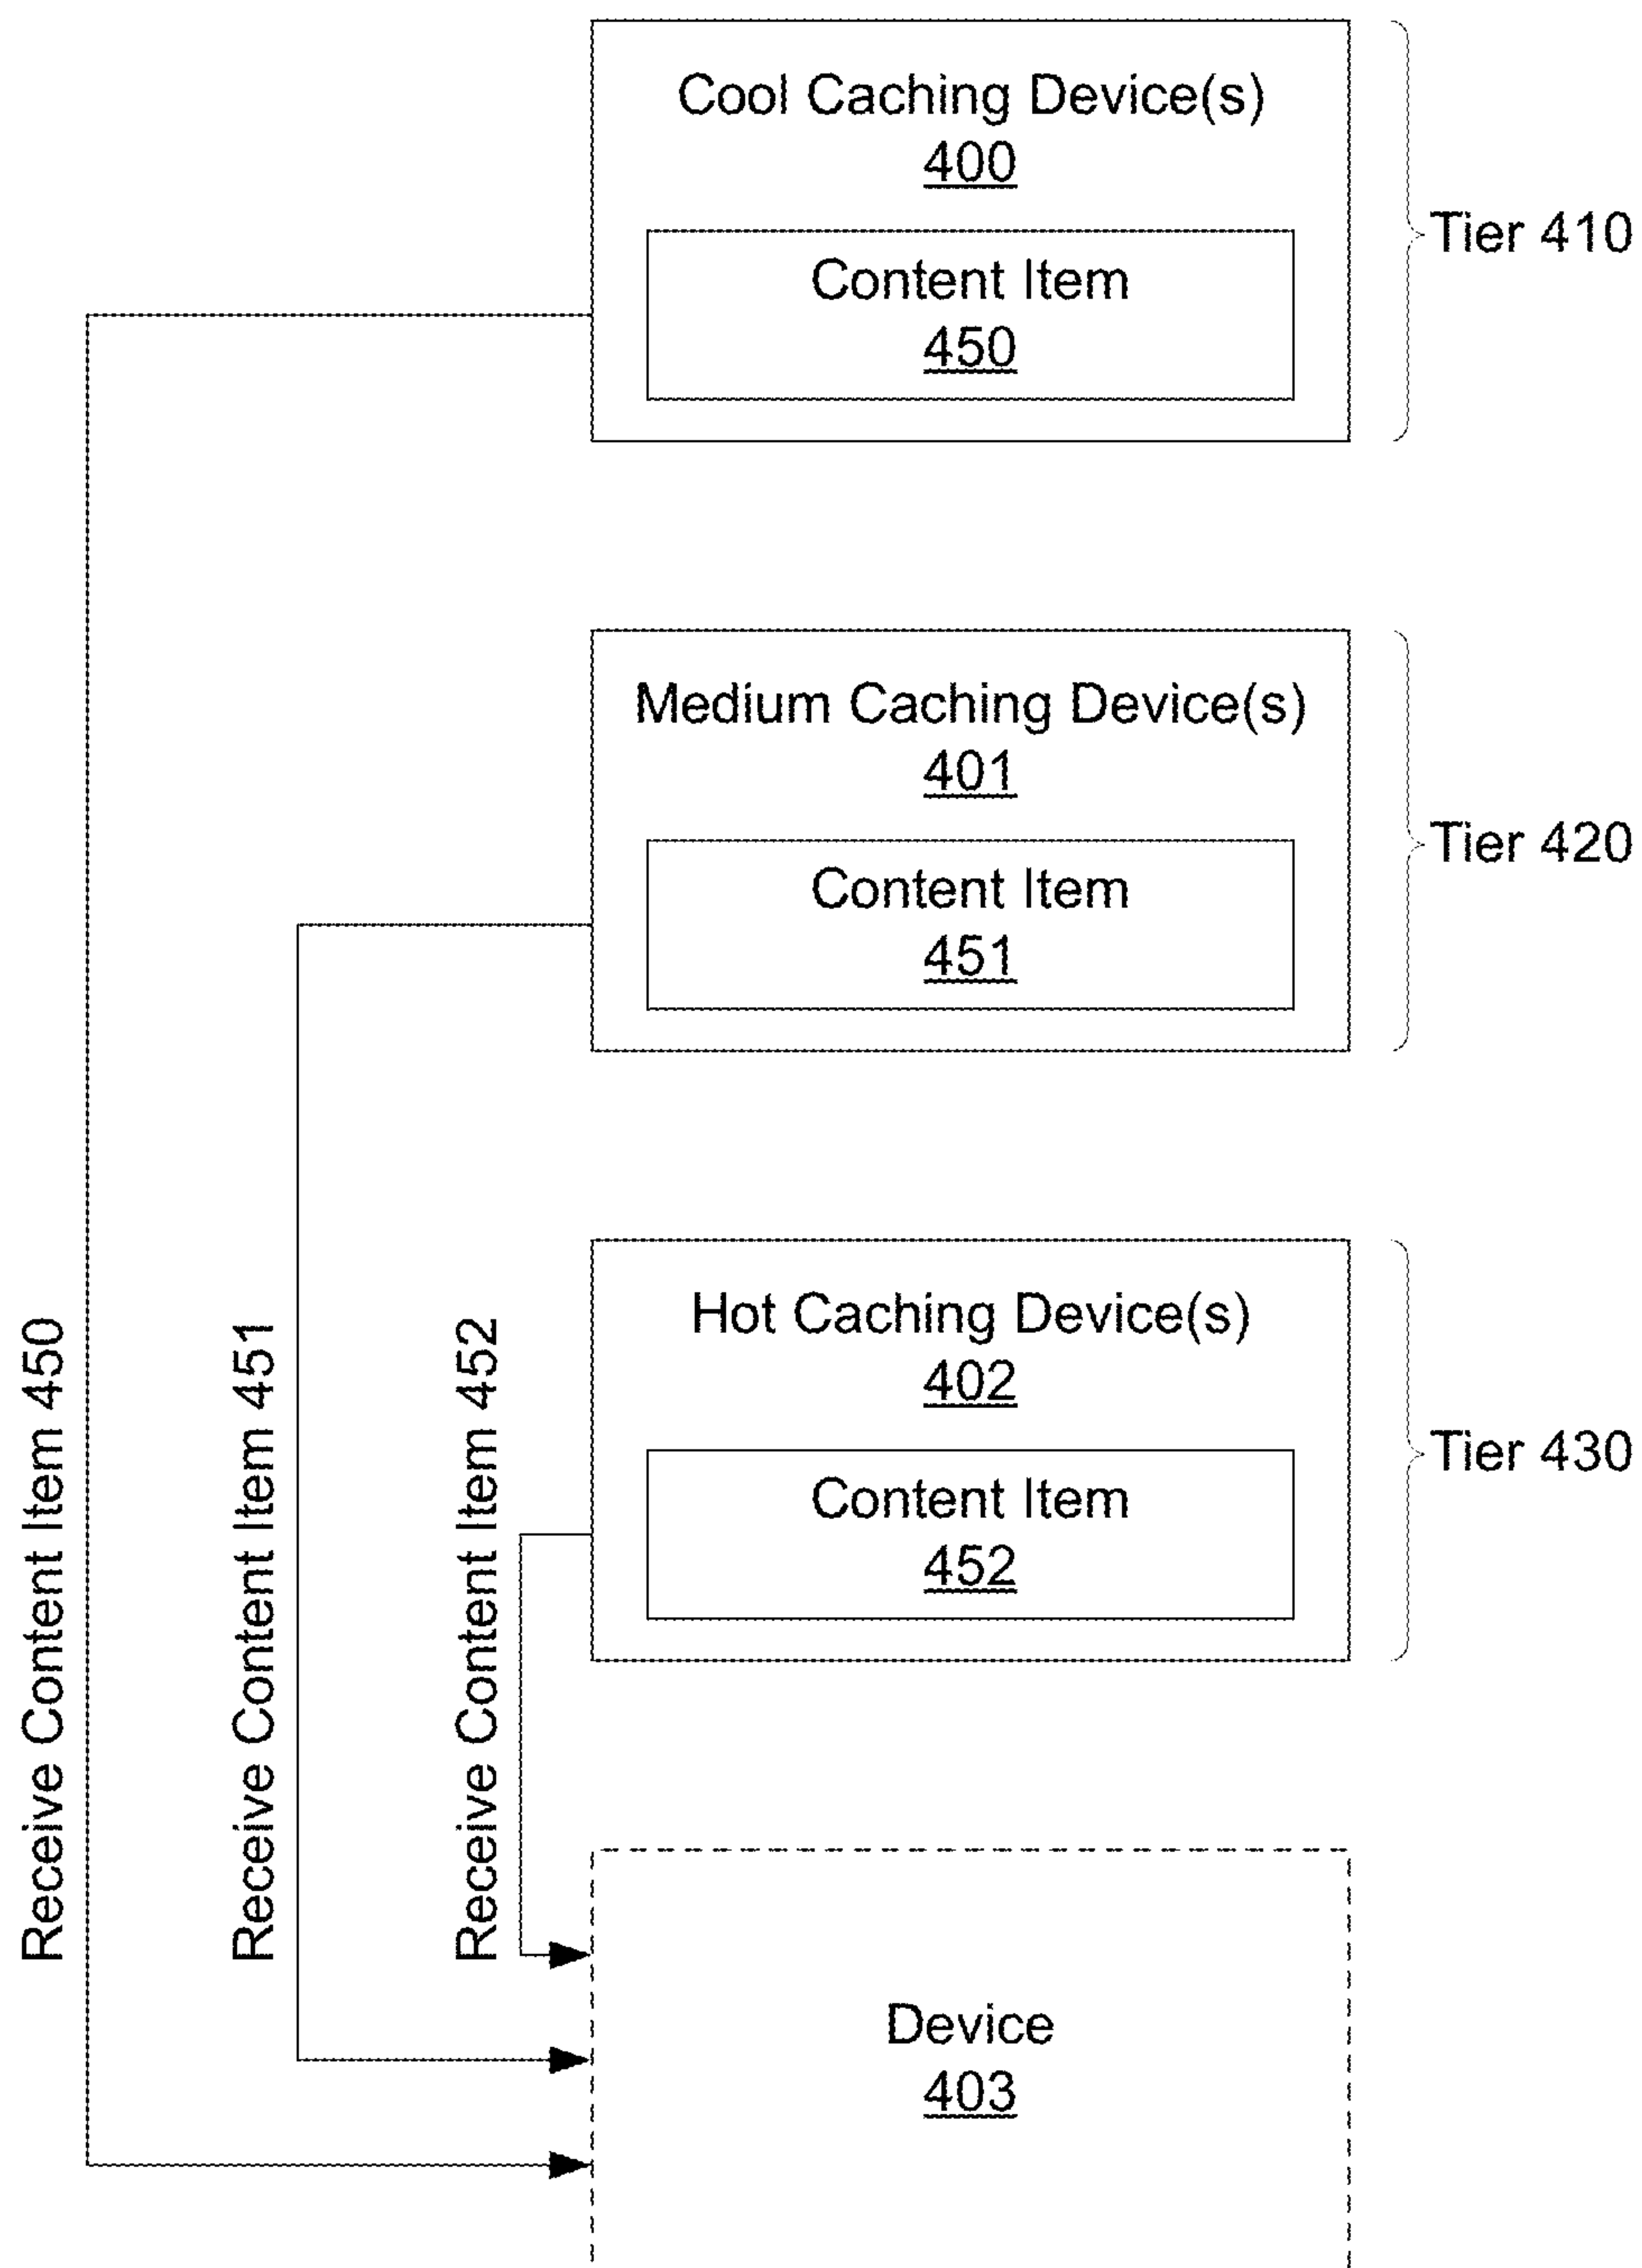 Cool Caching Device(s)
400
Content Item
450
Tier 410
Medium Caching Device(s)
401
Content Item
451
Tier 420
Hot Caching Device(s)
402
Content Item
452
Tier 430
Receive Content Item 450
Receive Content Item 451
Receive Content Item 452
Device
403